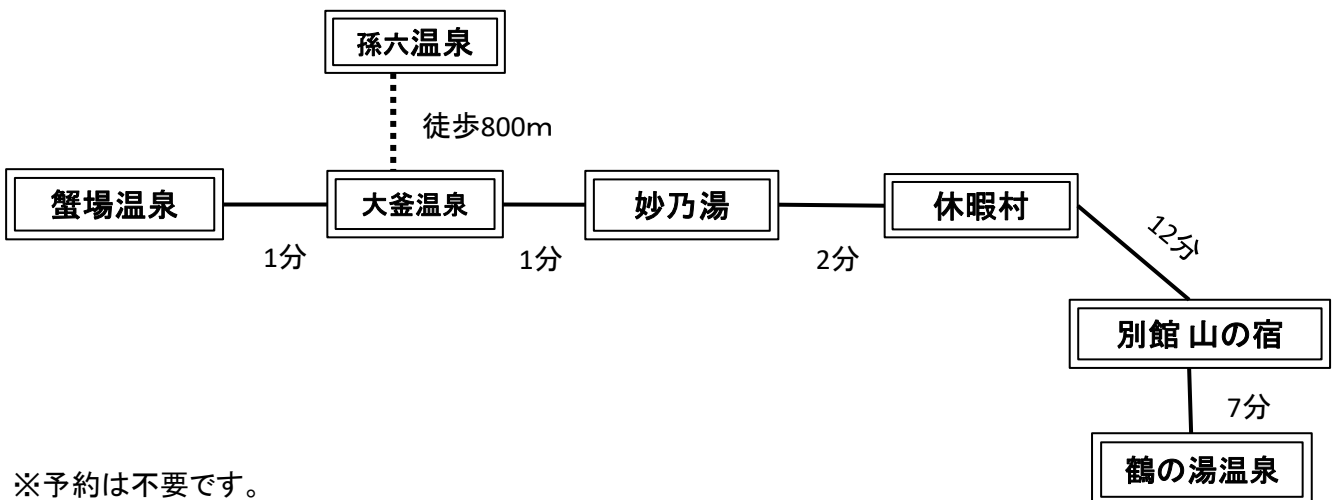 孫六温泉
徒歩800m
蟹場温泉
大釜温泉
妙乃湯
休暇村
1分
1分
2分
12分
別館 山の宿
7分
鶴の湯温泉
※予約は不要です。